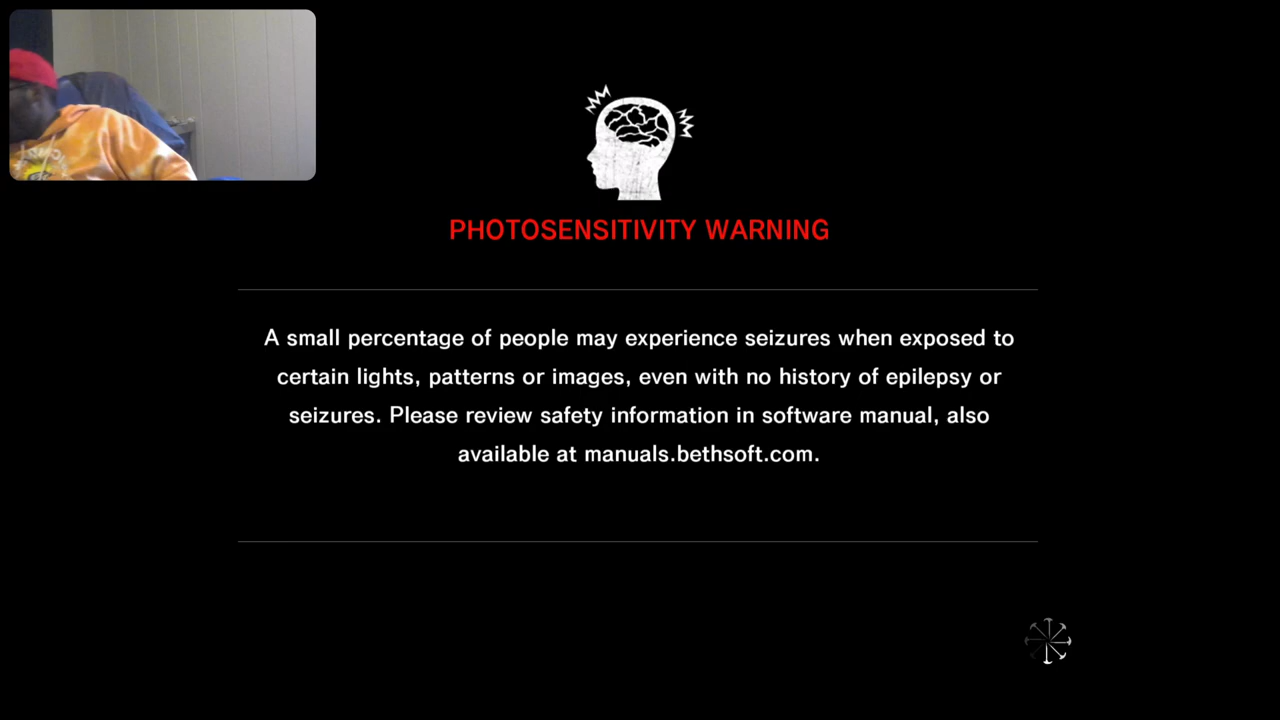 PHOTOSENSITIVITY WARNING
A small percentage of people may experience seizures when exposed to
certain lights, patterns or images, even with no history of epilepsy or
seizures. Please review safety information in software manual, also
available at manuals.bethsoft.com.